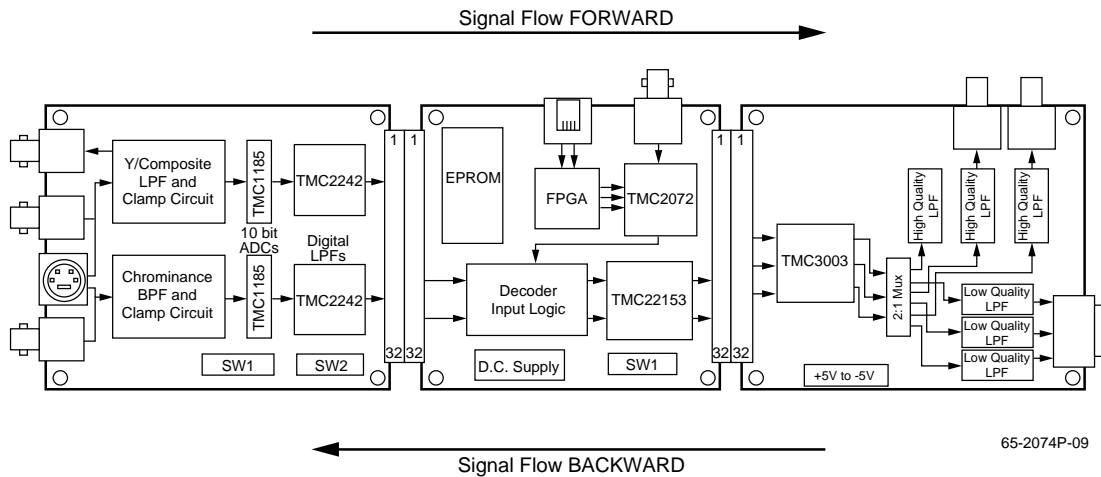 Signal Flow FORWARD
Y/Composite
LPF and
Clamp Circuit
TMC1185
TMC2242
10 bit
ADCs
Digital
LPFs
Chrominance
BPF and
Clamp Circuit
TMC1185
TMC2242
SW1
SW2
1
1
32
32
EPROM
FPGA
TMC2072
Decoder
Input Logic
TMC22153
D.C. Supply
SW1
1
1
32
32
TMC3003
2:1 Mux
High Quality
LPF
High Quality
LPF
High Quality
LPF
Low Quality
LPF
Low Quality
LPF
Low Quality
LPF
+5V to -5V
65-2074P-09
Signal Flow BACKWARD